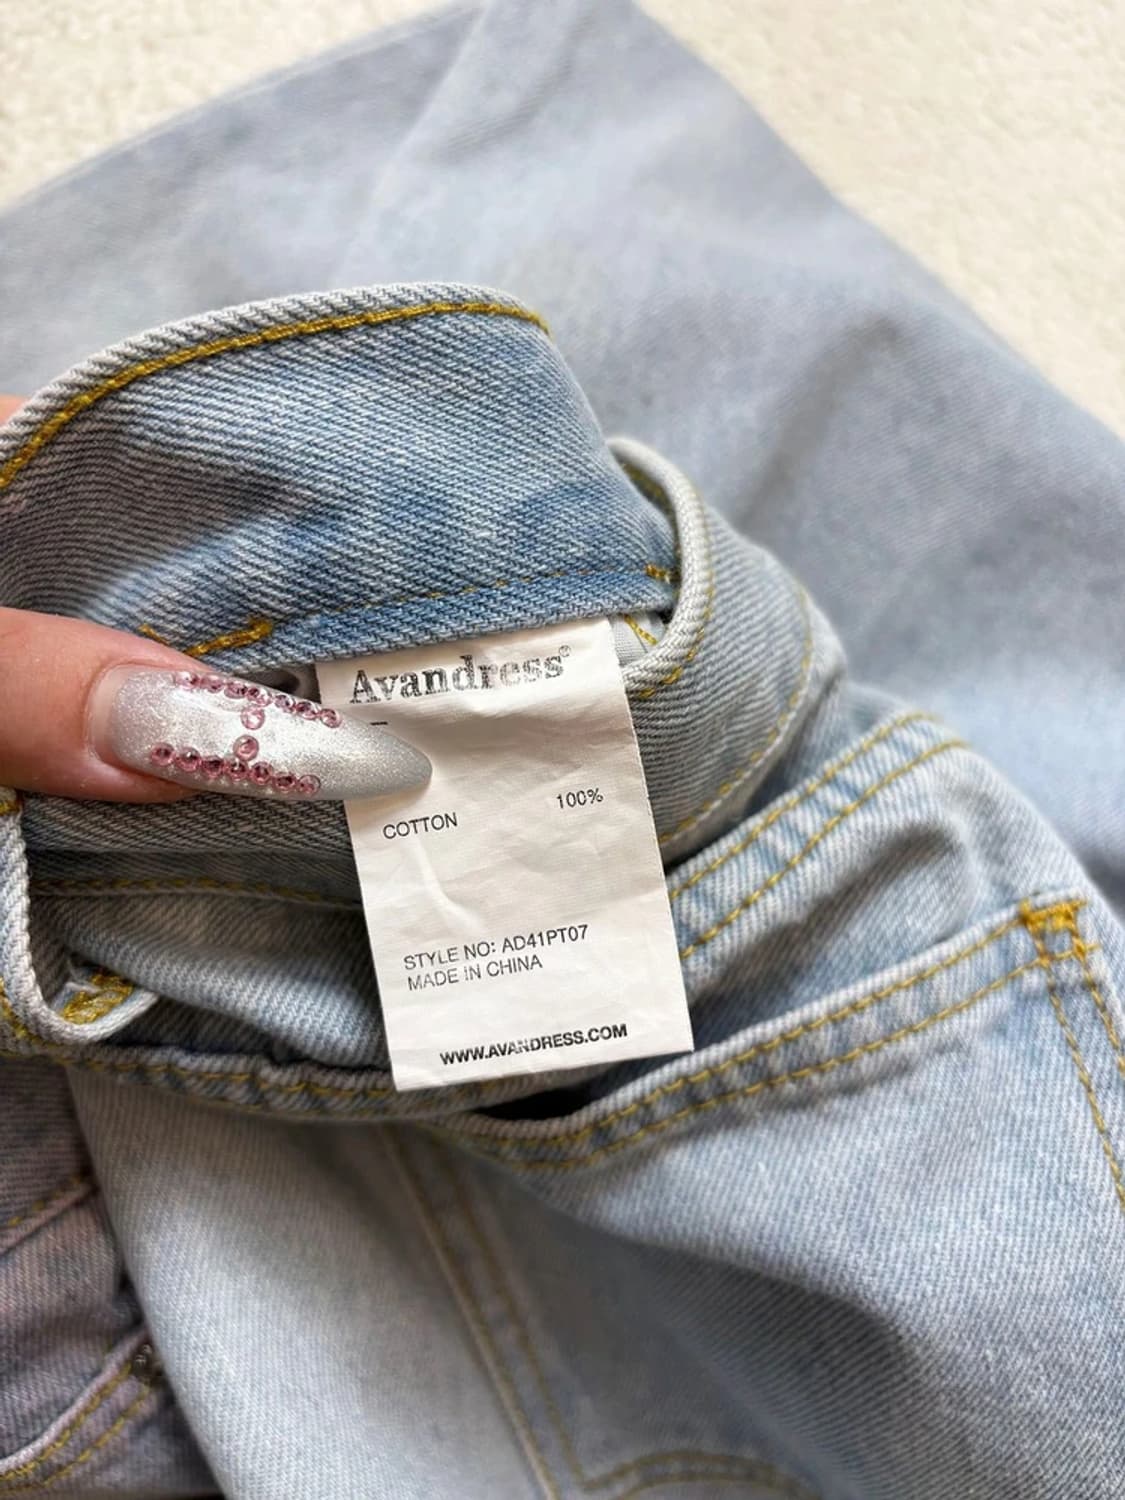 Avandress®
COTTON 100%
STYLE NO: AD41PT07
MADE IN CHINA
WWW.AVANDRESS.COM